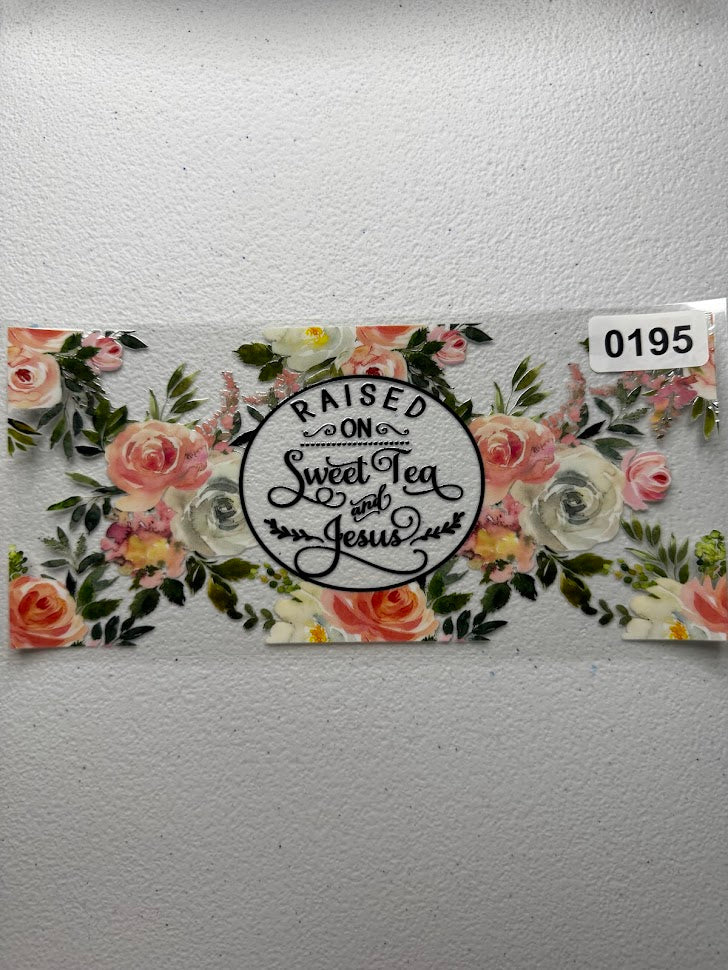 0195
RAISED
ON
Sweet Tea
and
Jesus